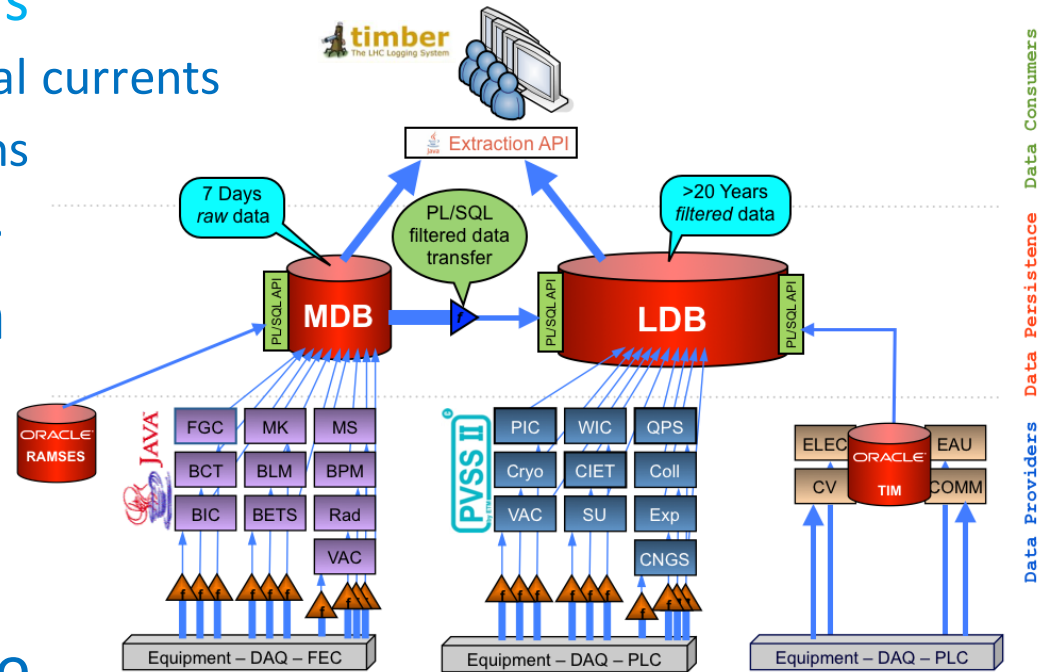 s
al currents
ns
timber
The LHC Logging System
Java
Extraction API
Data Consumers
7 Days
raw data
PL/SQL
filtered data
transfer
>20 Years
filtered data
PL/SQL API
MDB
f
PL/SQL API
LDB
PL/SQL API
Data Persistence
ORACLE
RAMSES
JAVA
FGC MK MS
BCT BLM BPM
BIC BETS Rad
VAC
f f f f f f f f f f
Equipment – DAQ – FEC
PVSS II
by ETM
PIC WIC QPS
Cryo CIET Coll
VAC SU Exp
CNGS
f f f f f f f f f f
Equipment – DAQ – PLC
ELEC EAU
CV COMM
ORACLE
TIM
Equipment – DAQ – PLC
Data Providers